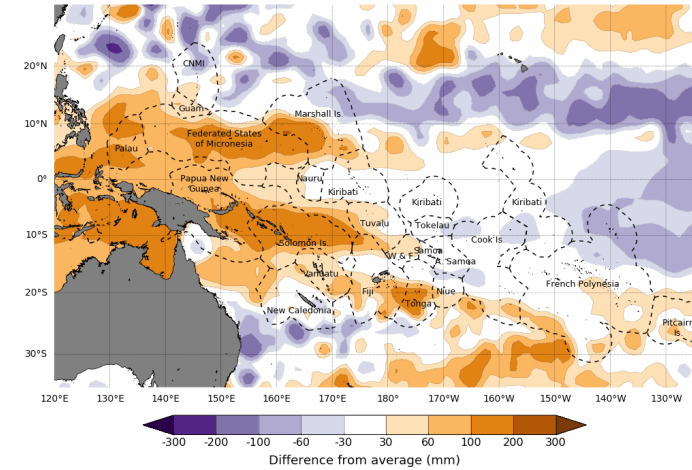 20°N
10°N
0°
10°S
20°S
30°S
CNMI
Guam
Marshall Is.
Federated States
of Micronesia
Palau
Papua New
Guinea
Nauru
Kiribati
Kiribati
Kiribati
Tuvalu
Tokelau
Cook Is
Solomon Is.
W & F
Samoa
A. Samoa
Vanuatu
Fiji
Niue
French Polynesia
Tonga
New Caledonia
Pitcairn
Is.
120°E 130°E 140°E 150°E 160°E 170°E 180° 170°W 160°W 150°W 140°W 130°W
-300 -200 -100 -60 -30 30 60 100 200 300
Difference from average (mm)